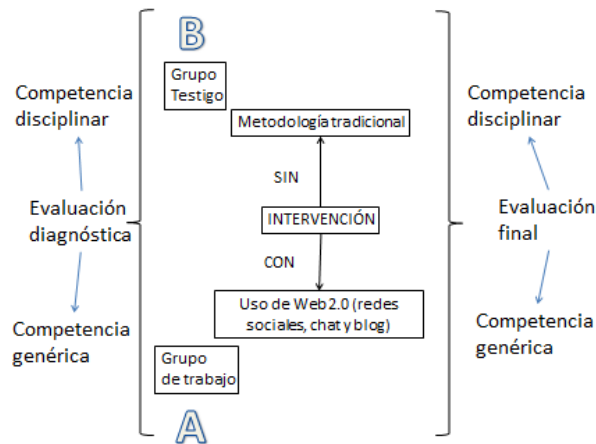 B
Grupo
Testigo
Metodología tradicional
SIN
INTERVENCIÓN
CON
Uso de Web2.0 (redes
sociales, chat y blog)
Grupo
de trabajo
A
Competencia
disciplinar
Evaluación
diagnóstica
Competencia
genérica
Competencia
disciplinar
Evaluación
final
Competencia
genérica